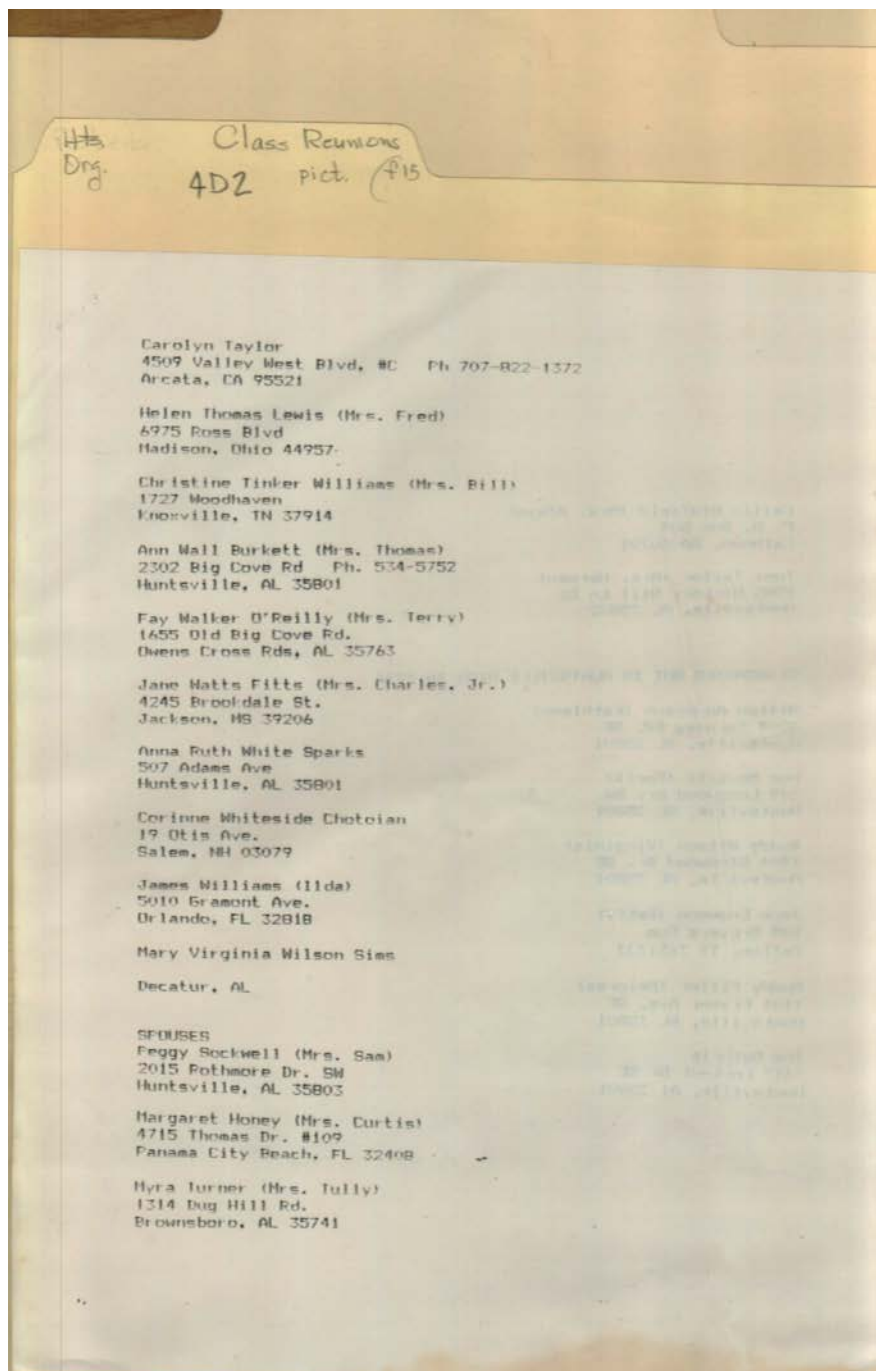 Hts. Class Reunions
Org. 4D2 pict. f15
Carolyn Taylor
4509 Valley West Blvd, #C Ph 707-822-1372
Arcata, CA 95521
Helen Thomas Lewis (Mrs. Fred)
6975 Ross Blvd
Madison, Ohio 44957
Christine Tinker Williams (Mrs. Bill)
1727 Woodhaven
Knoxville, TN 37914
Ann Wall Burkett (Mrs. Thomas)
2302 Big Cove Rd Ph. 534-5752
Huntsville, AL 35801
Fay Walker O'Reilly (Mrs. Terry)
1655 Old Big Cove Rd.
Owens Cross Rds, AL 35763
Jane Watts Fitts (Mrs. Charles, Jr.)
4245 Brookdale St.
Jackson, MS 39206
Anna Ruth White Sparks
507 Adams Ave
Huntsville, AL 35801
Corinne Whiteside Chotoian
19 Otis Ave.
Salem, NH 03079
James Williams (Ilda)
5010 Gramont Ave.
Orlando, FL 32818
Mary Virginia Wilson Sims
Decatur, AL
SPOUSES
Peggy Sockwell (Mrs. Sam)
2015 Rothmore Dr. SW
Huntsville, AL 35803
Margaret Honey (Mrs. Curtis)
4715 Thomas Dr. #109
Panama City Beach, FL 32408
Myra Turner (Mrs. Tully)
1314 Dug Hill Rd.
Brownsboro, AL 35741